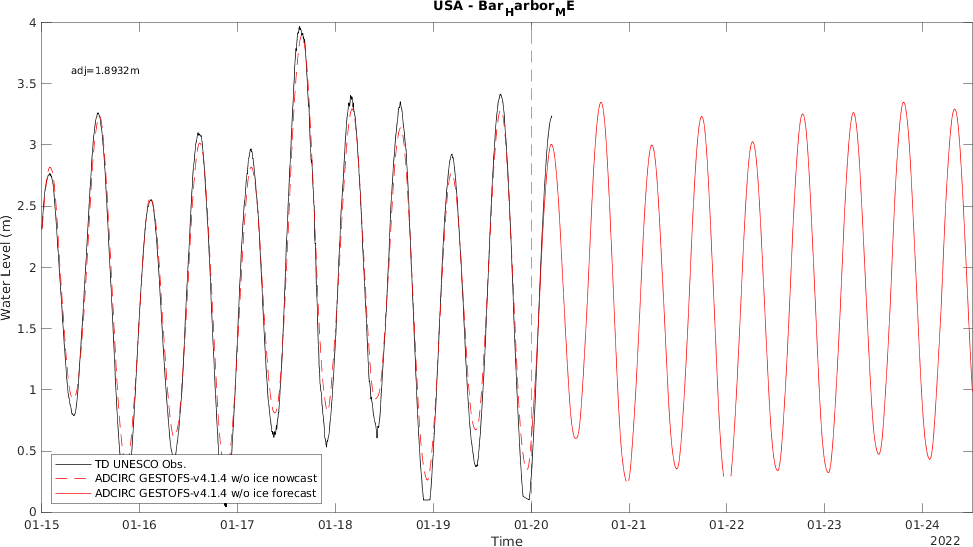 USA - Bar_Harbor_ME
adj=1.8932m
Water Level (m)
4
3.5
3
2.5
2
1.5
1
0.5
0
TD UNESCO Obs.
ADCIRC GESTOFS-v4.1.4 w/o ice nowcast
ADCIRC GESTOFS-v4.1.4 w/o ice forecast
01-15 01-16 01-17 01-18 01-19 01-20 01-21 01-22 01-23 01-24
Time
2022